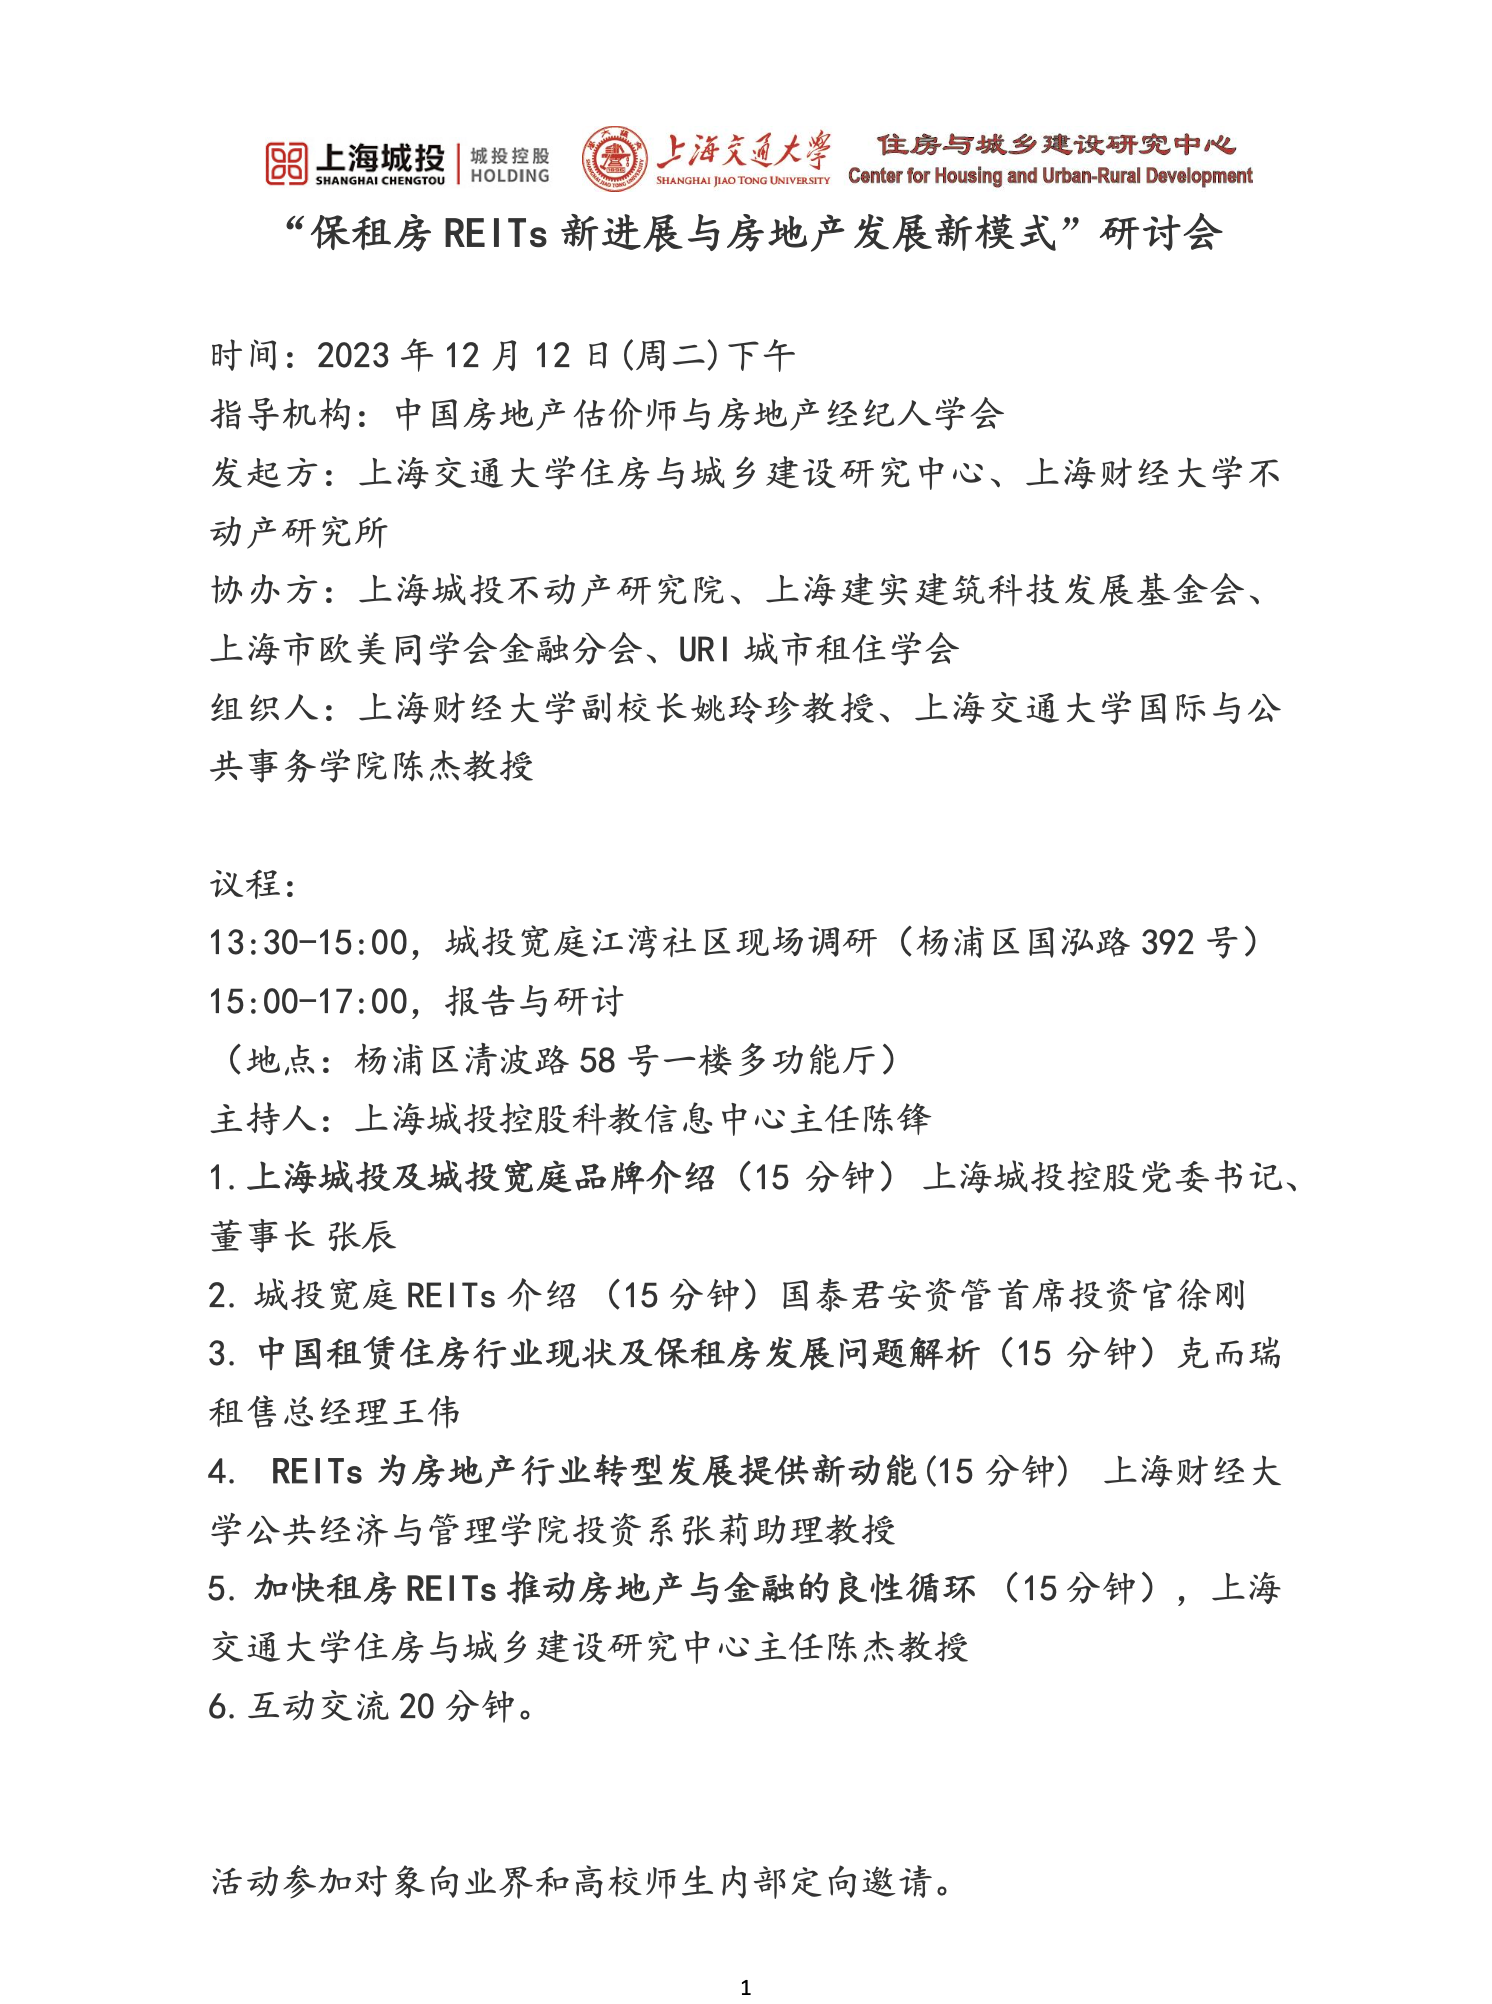 上海城投 城投控股
SHANGHAI CHENGTOU HOLDING
上海交通大学
SHANGHAI JIAO TONG UNIVERSITY
住房与城乡建设研究中心
Center for Housing and Urban-Rural Development
“保租房 REITs 新进展与房地产发展新模式”研讨会
时间：2023 年 12 月 12 日(周二)下午
指导机构：中国房地产估价师与房地产经纪人学会
发起方：上海交通大学住房与城乡建设研究中心、上海财经大学不
动产研究所
协办方：上海城投不动产研究院、上海建实建筑科技发展基金会、
上海市欧美同学会金融分会、URI 城市租住学会
组织人：上海财经大学副校长姚玲珍教授、上海交通大学国际与公
共事务学院陈杰教授
议程：
13:30-15:00，城投宽庭江湾社区现场调研（杨浦区国泓路 392 号）
15:00-17:00，报告与研讨
（地点：杨浦区清波路 58 号一楼多功能厅）
主持人：上海城投控股科教信息中心主任陈锋
1.上海城投及城投宽庭品牌介绍（15 分钟） 上海城投控股党委书记、
董事长 张辰
2. 城投宽庭 REITs 介绍 （15 分钟）国泰君安资管首席投资官徐刚
3. 中国租赁住房行业现状及保租房发展问题解析（15 分钟）克而瑞
租售总经理王伟
4. REITs 为房地产行业转型发展提供新动能(15 分钟） 上海财经大
学公共经济与管理学院投资系张莉助理教授
5. 加快租房 REITs 推动房地产与金融的良性循环 （15 分钟），上海
交通大学住房与城乡建设研究中心主任陈杰教授
6.互动交流 20 分钟。
活动参加对象向业界和高校师生内部定向邀请。
1